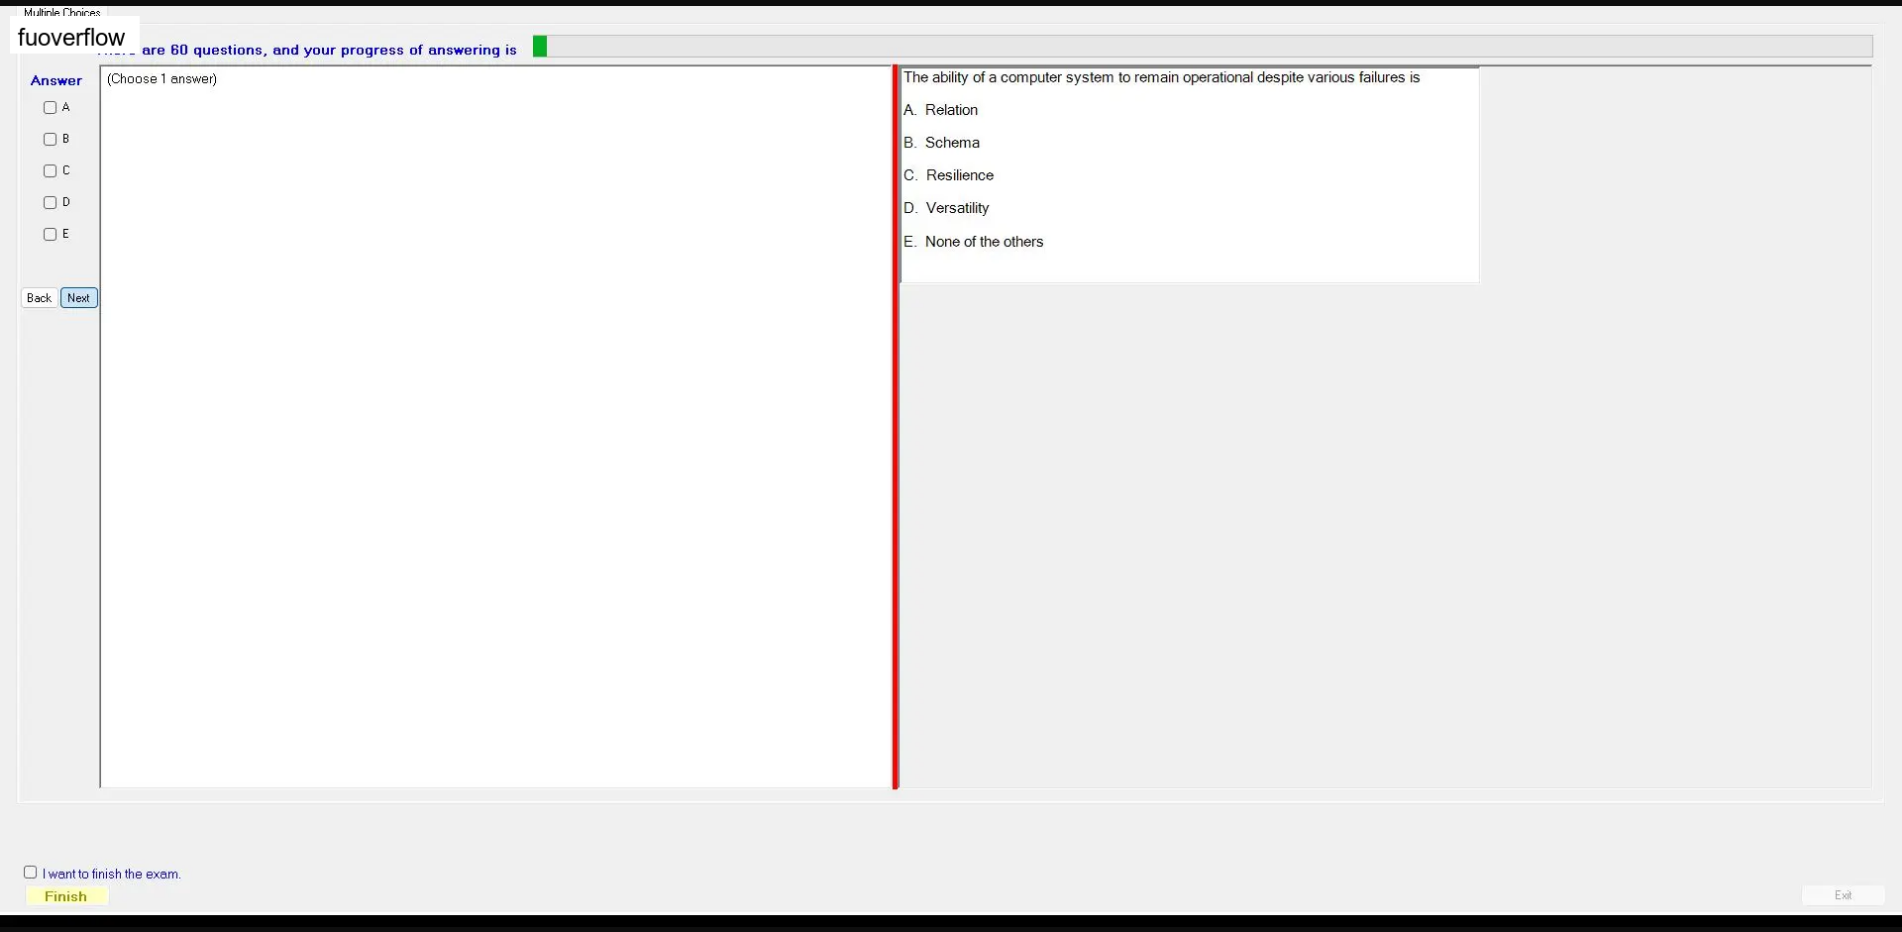 Multiple Choices
fuoverflow
are 60 questions, and your progress of answering is
Answer
(Choose 1 answer)
A
B
C
D
E
Back Next
The ability of a computer system to remain operational despite various failures is
A. Relation
B. Schema
C. Resilience
D. Versatility
E. None of the others
I want to finish the exam.
Finish
Exit